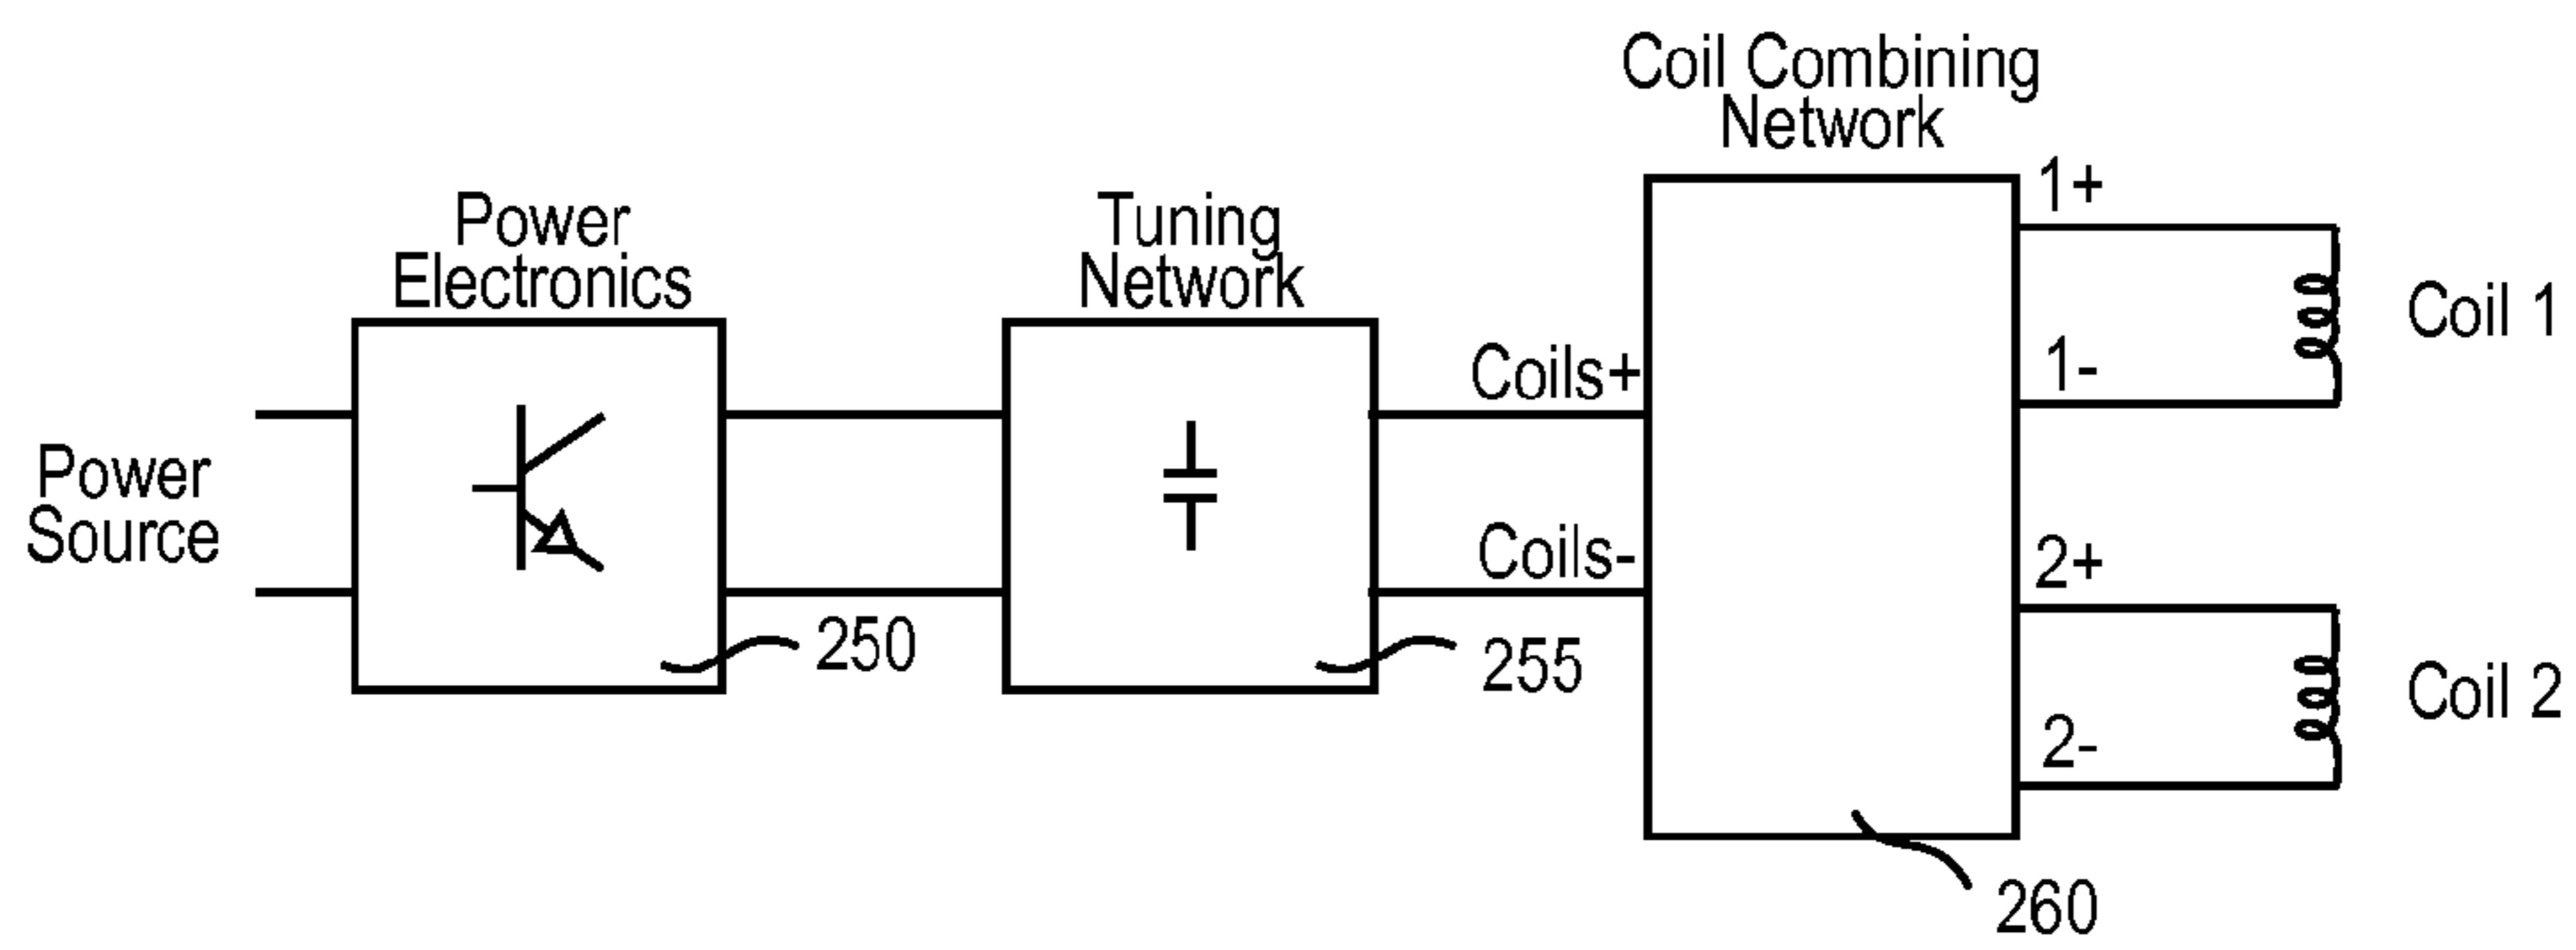 Coil Combining
Network
Power
Electronics
Tuning
Network
Power
Source
Coils+
Coils-
1+
1-
2+
2-
Coil 1
Coil 2
250
255
260